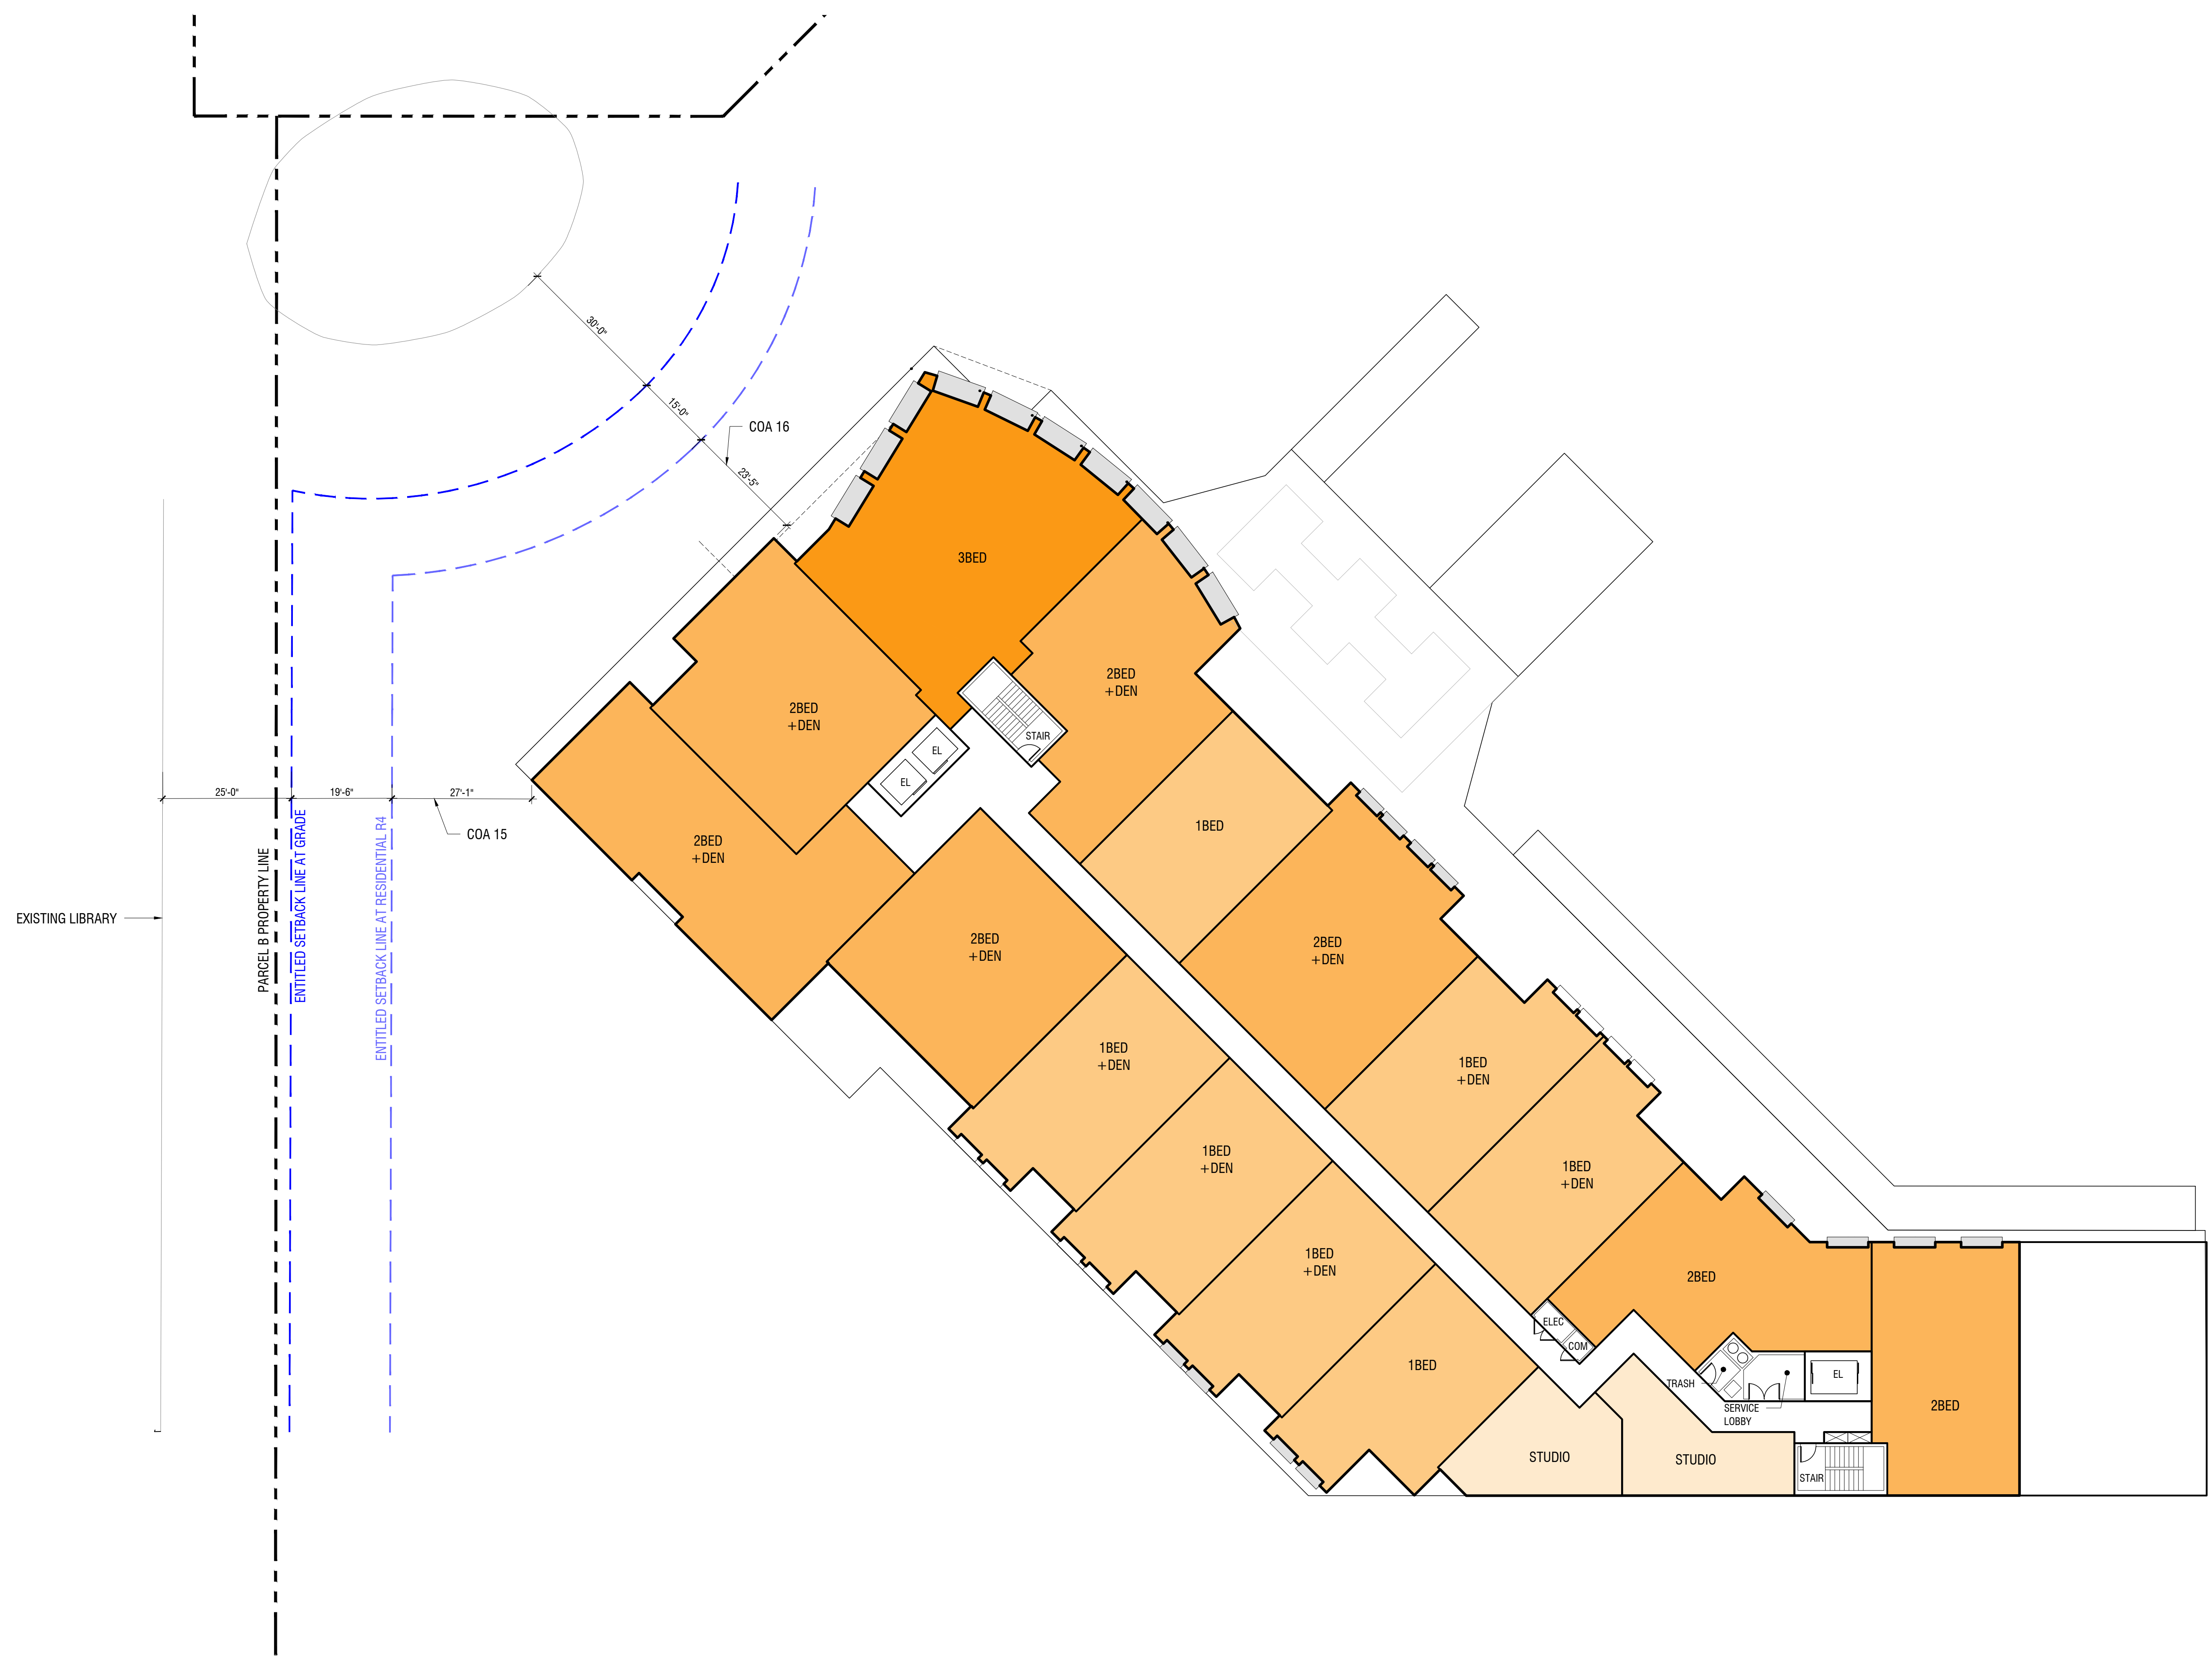 30'-0"
15'-0"
COA 16
23'-5"
3BED
2BED
+DEN
2BED
+DEN
STAIR
EL
EL
25'-0"
19'-6"
27'-1"
COA 15
1BED
2BED
+DEN
EXISTING LIBRARY
PARCEL B PROPERTY LINE
ENTITLED SETBACK LINE AT GRADE
ENTITLED SETBACK LINE AT RESIDENTIAL R4
2BED
+DEN
2BED
+DEN
1BED
+DEN
1BED
+DEN
1BED
+DEN
1BED
+DEN
1BED
+DEN
2BED
ELEC
COM
1BED
TRASH
EL
SERVICE
LOBBY
2BED
STUDIO
STUDIO
STAIR